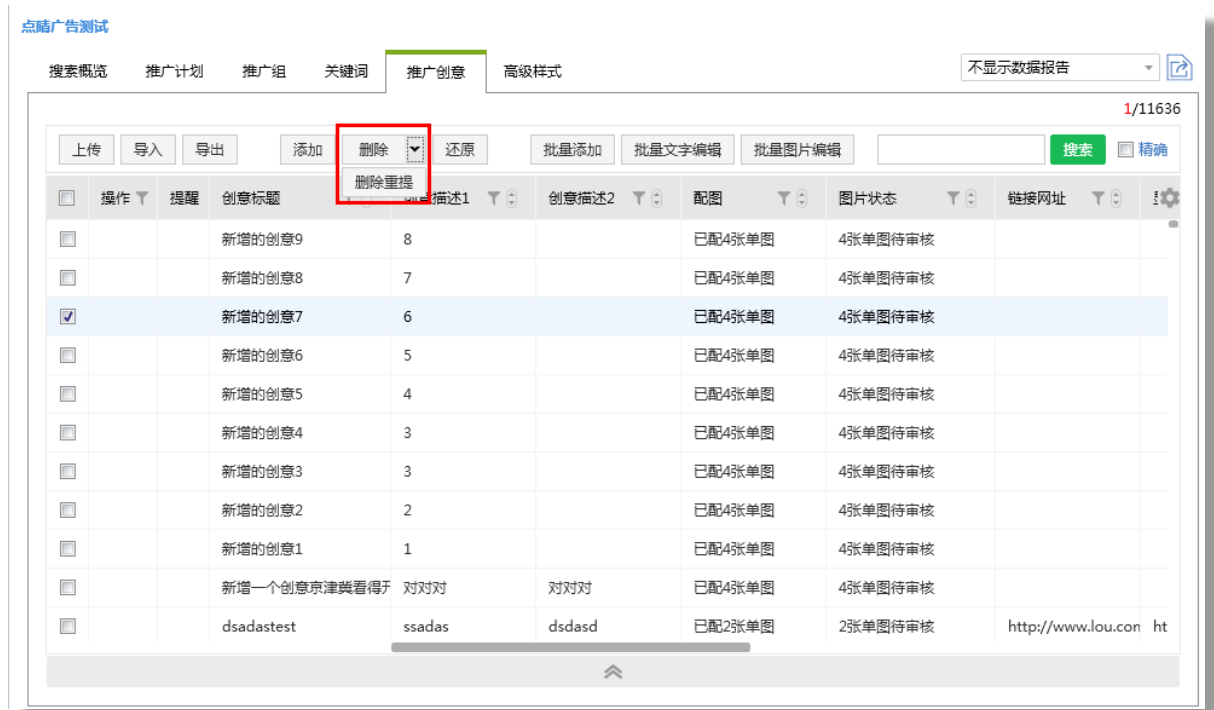 点睛广告测试
搜索概览 推广计划 推广组 关键词 推广创意 高级样式 不显示数据报告
1/11636
上传 导入 导出 添加 删除 还原 批量添加 批量文字编辑 批量图片编辑 搜索 精确
删除重提
操作 提醒 创意标题 创意描述1 创意描述2 配图 图片状态 链接网址
新增的创意9 8 已配4张单图 4张单图待审核
新增的创意8 7 已配4张单图 4张单图待审核
新增的创意7 6 已配4张单图 4张单图待审核
新增的创意6 5 已配4张单图 4张单图待审核
新增的创意5 4 已配4张单图 4张单图待审核
新增的创意4 3 已配4张单图 4张单图待审核
新增的创意3 3 已配4张单图 4张单图待审核
新增的创意2 2 已配4张单图 4张单图待审核
新增的创意1 1 已配4张单图 4张单图待审核
新增一个创意京津冀看得开 对对对 对对对 已配4张单图 4张单图待审核
dsadastest ssadas dsdasd 已配2张单图 2张单图待审核 http://www.lou.con ht